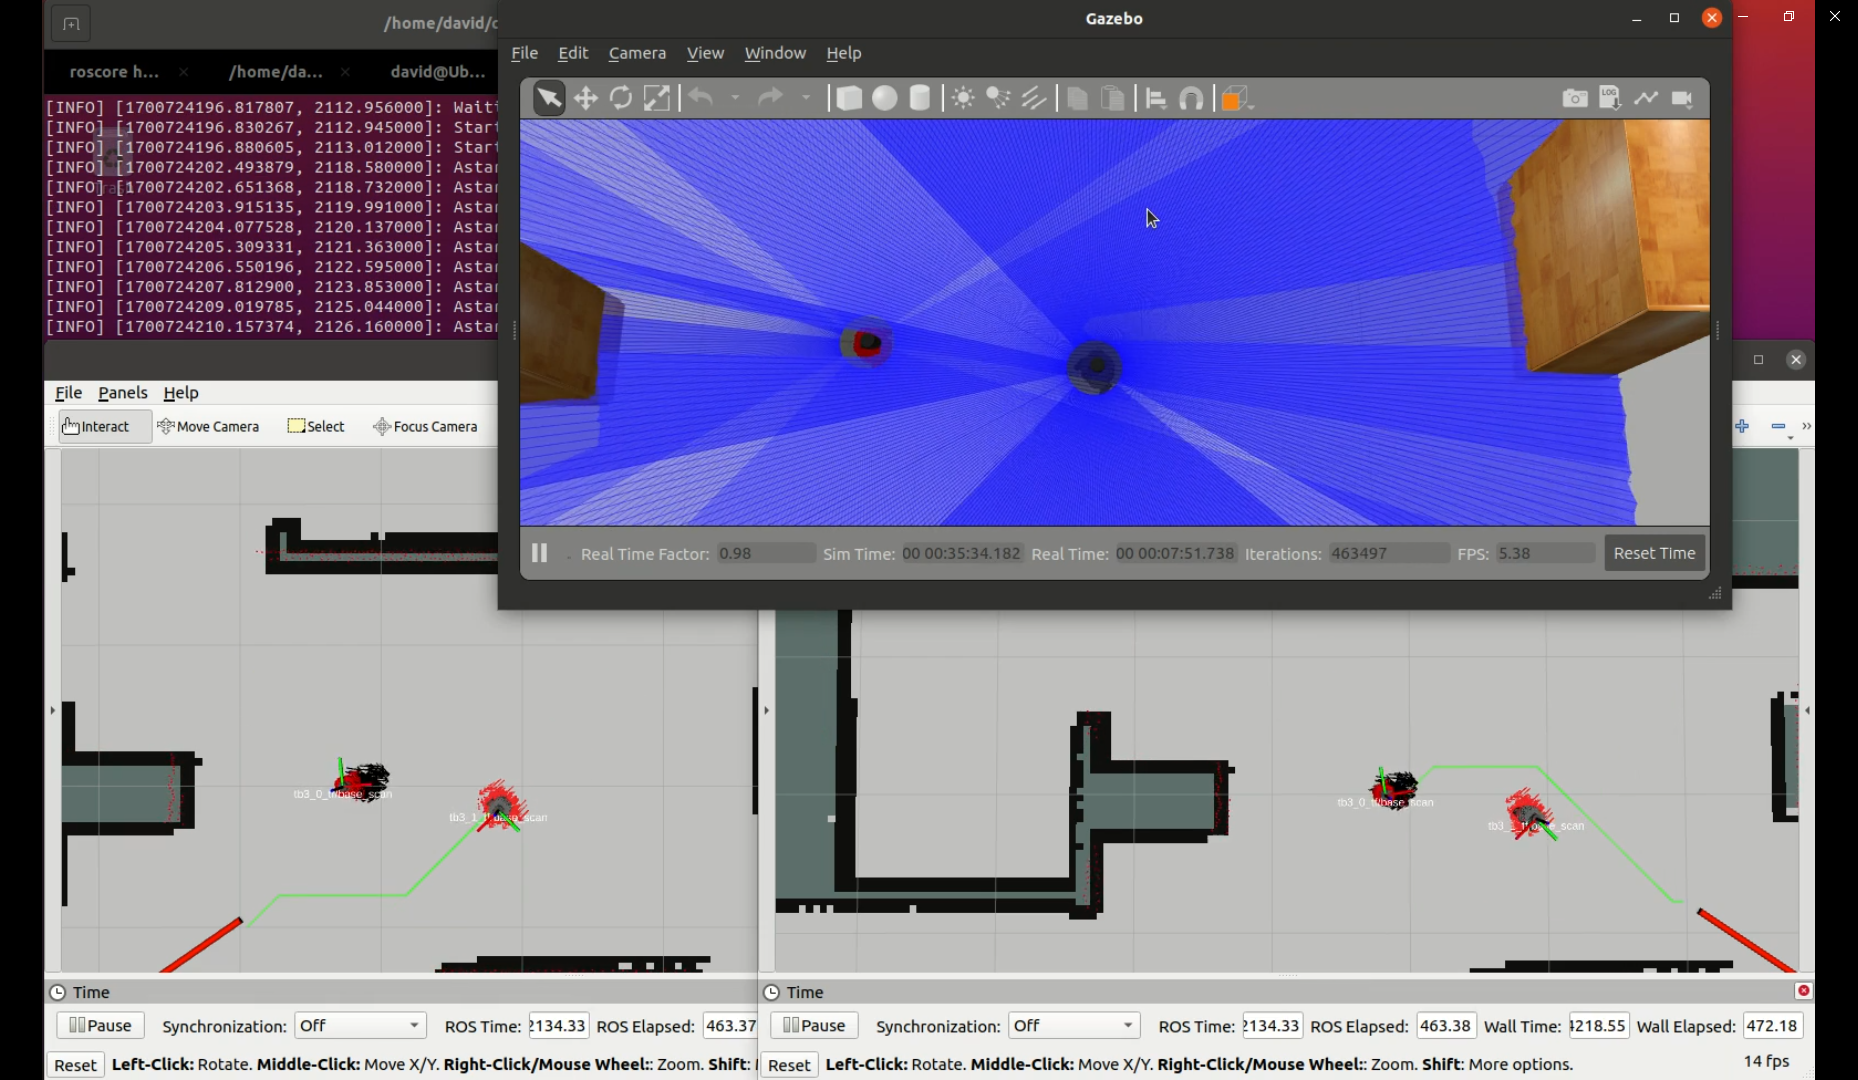 /home/david/c
Gazebo
roscore h... × /home/da... × david@Ub...
File Edit Camera View Window Help
LOG
[INFO] [1700724196.817807, 2112.956000]: Waiti
[INFO] [1700724196.830267, 2112.945000]: Start
[INFO] [1700724196.880605, 2113.012000]: Start
[INFO] [1700724202.493879, 2118.580000]: Astar
[INFO] [1700724202.651368, 2118.732000]: Astar
[INFO] [1700724203.915135, 2119.991000]: Astar
[INFO] [1700724204.077528, 2120.137000]: Astar
[INFO] [1700724205.309331, 2121.363000]: Astar
[INFO] [1700724206.550196, 2122.595000]: Astar
[INFO] [1700724207.812900, 2123.853000]: Astar
[INFO] [1700724209.019785, 2125.044000]: Astar
[INFO] [1700724210.157374, 2126.160000]: Astar
Real Time Factor: 0.98 Sim Time: 00 00:35:34.182 Real Time: 00 00:07:51.738 Iterations: 463497 FPS: 5.38 Reset Time
File Panels Help
Interact Move Camera Select Focus Camera
tb3_0_tf/base_scan
tb3_1_tf/base_scan
tb3_0_tf/base_scan
Time
Pause Synchronization: Off ROS Time: 2134.33 ROS Elapsed: 463.37
Reset Left-Click: Rotate. Middle-Click: Move X/Y. Right-Click/Mouse Wheel:: Zoom. Shift:
Time
Pause Synchronization: Off ROS Time: 2134.33 ROS Elapsed: 463.38 Wall Time: 4218.55 Wall Elapsed: 472.18
Reset Left-Click: Rotate. Middle-Click: Move X/Y. Right-Click/Mouse Wheel:: Zoom. Shift: More options. 14 fps